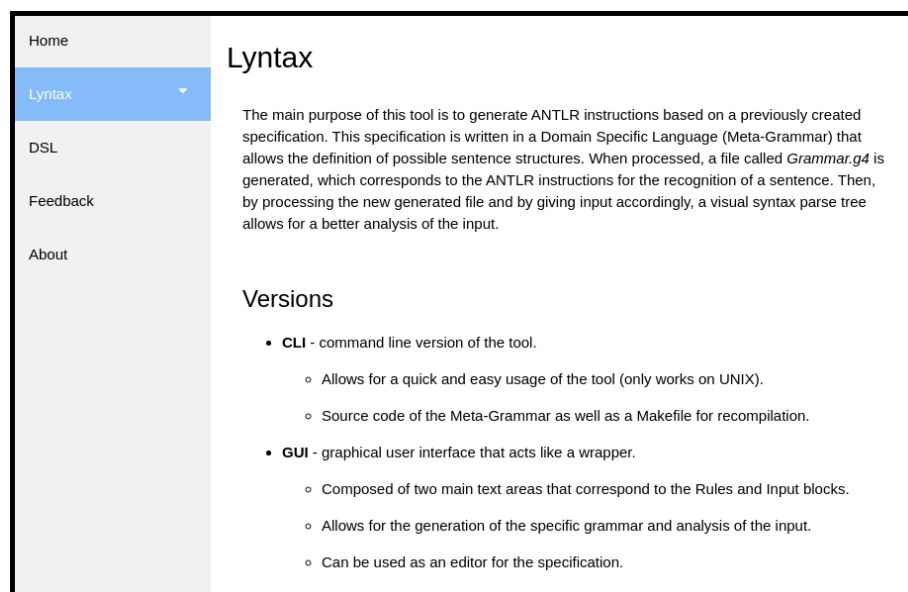 Home
Lyntax
DSL
Feedback
About
Lyntax
The main purpose of this tool is to generate ANTLR instructions based on a previously created
specification. This specification is written in a Domain Specific Language (Meta-Grammar) that
allows the definition of possible sentence structures. When processed, a file called Grammar.g4 is
generated, which corresponds to the ANTLR instructions for the recognition of a sentence. Then,
by processing the new generated file and by giving input accordingly, a visual syntax parse tree
allows for a better analysis of the input.
Versions
• CLI - command line version of the tool.
◦ Allows for a quick and easy usage of the tool (only works on UNIX).
◦ Source code of the Meta-Grammar as well as a Makefile for recompilation.
• GUI - graphical user interface that acts like a wrapper.
◦ Composed of two main text areas that correspond to the Rules and Input blocks.
◦ Allows for the generation of the specific grammar and analysis of the input.
◦ Can be used as an editor for the specification.